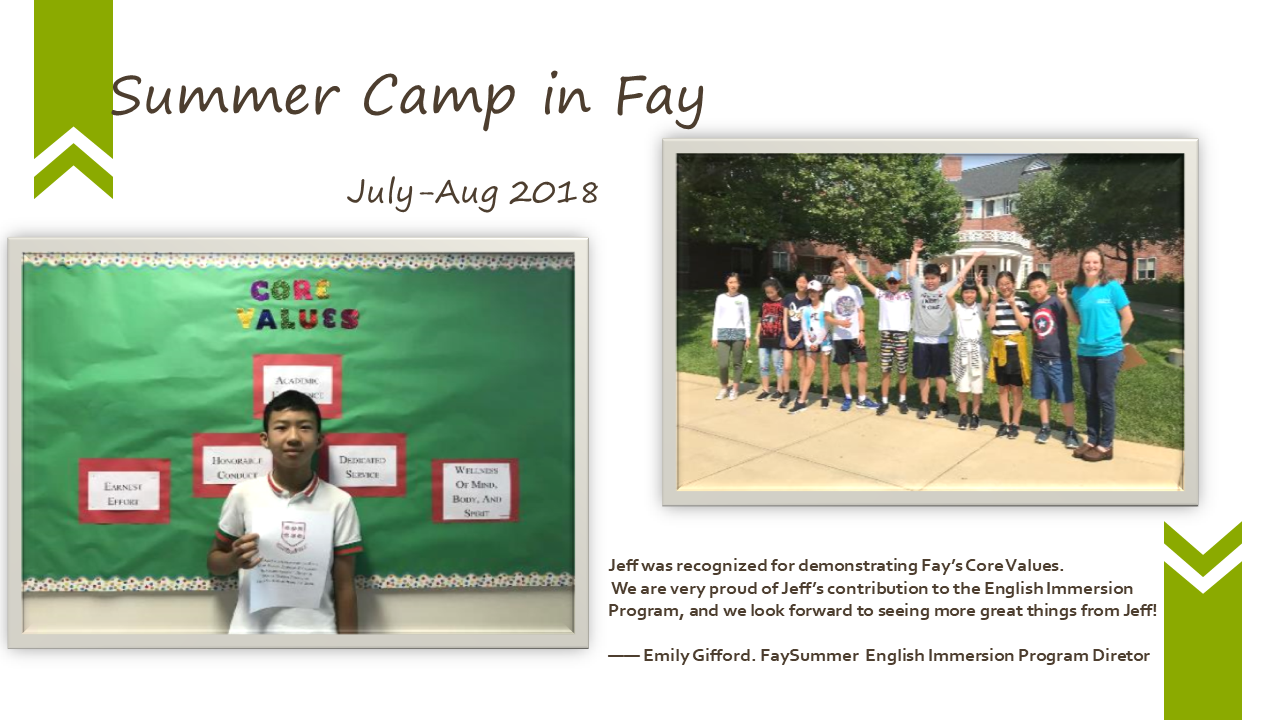 Summer Camp in Fay
July-Aug 2018
CORE
VALUES
ACADEMIC
HONORABLE
CONDUCT
DEDICATED
SERVICE
EARNEST
EFFORT
WELLNESS
OF MIND,
BODY, AND
SPIRIT
Jeff was recognized for demonstrating Fay's Core Values.
We are very proud of Jeff's contribution to the English Immersion
Program, and we look forward to seeing more great things from Jeff!
—— Emily Gifford. FaySummer English Immersion Program Diretor